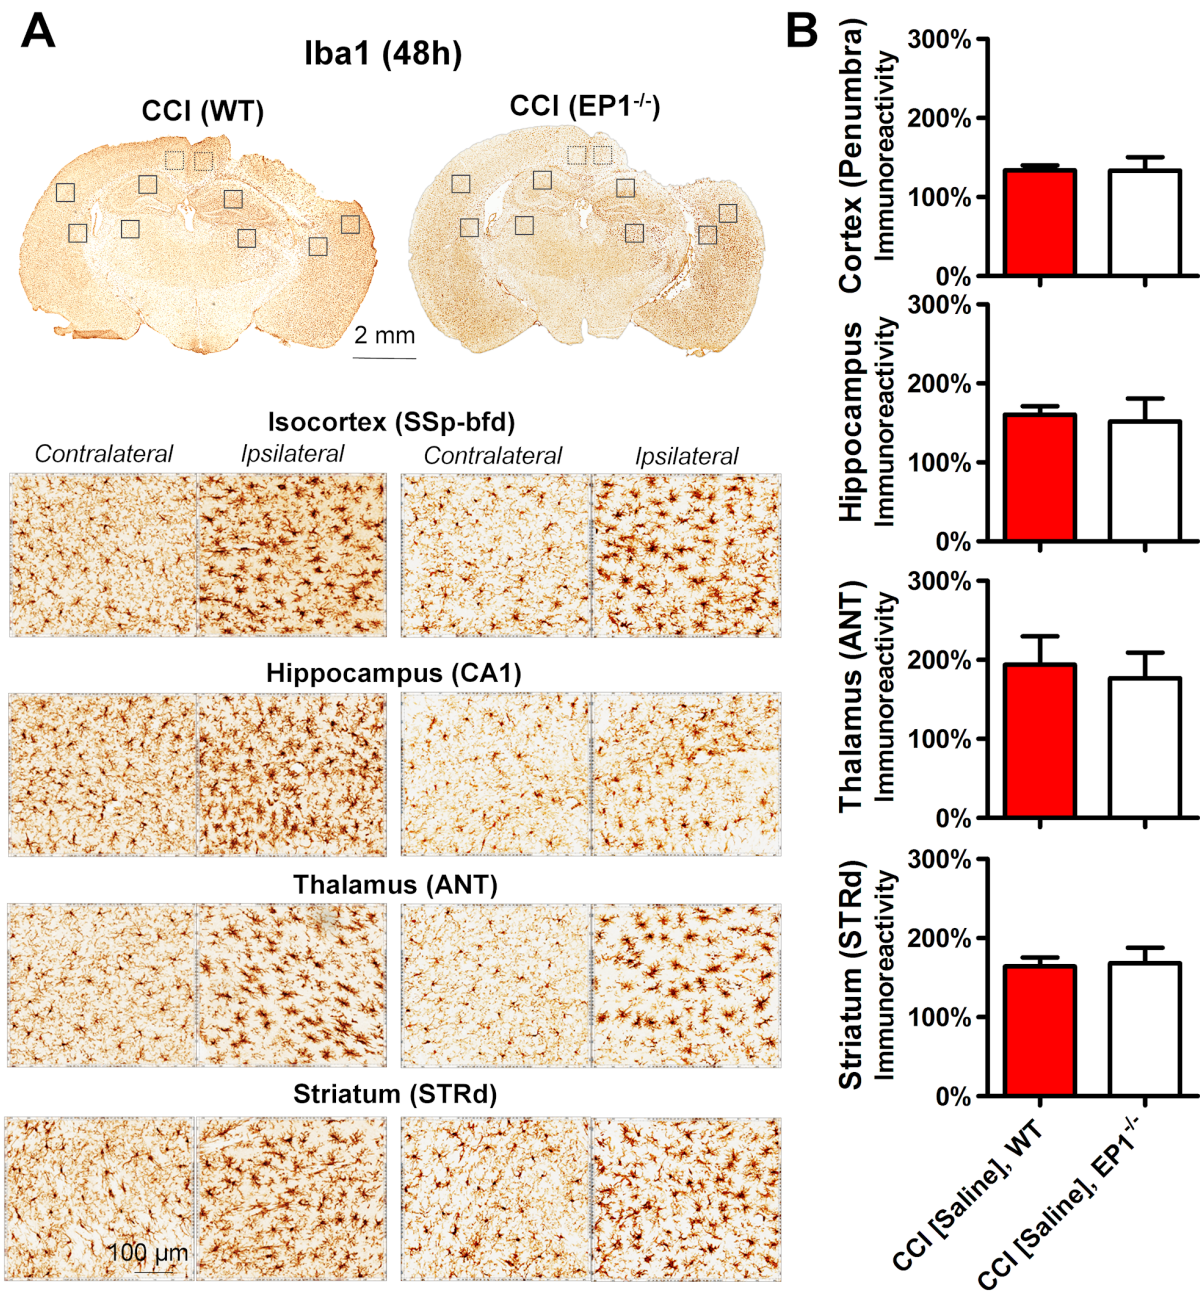 A
Iba1 (48h)
CCI (WT)
CCI (EP1-/-)
2 mm
Isocortex (SSp-bfd)
Contralateral
Ipsilateral
Contralateral
Ipsilateral
Hippocampus (CA1)
Thalamus (ANT)
Striatum (STRd)
100 µm
B
Cortex (Penumbra)
Immunoreactivity
300%
200%
100%
0%
Hippocampus
Immunoreactivity
300%
200%
100%
0%
Thalamus (ANT)
Immunoreactivity
300%
200%
100%
0%
Striatum (STRd)
Immunoreactivity
300%
200%
100%
0%
CCI [Saline], WT
CCI [Saline], EP1-/-